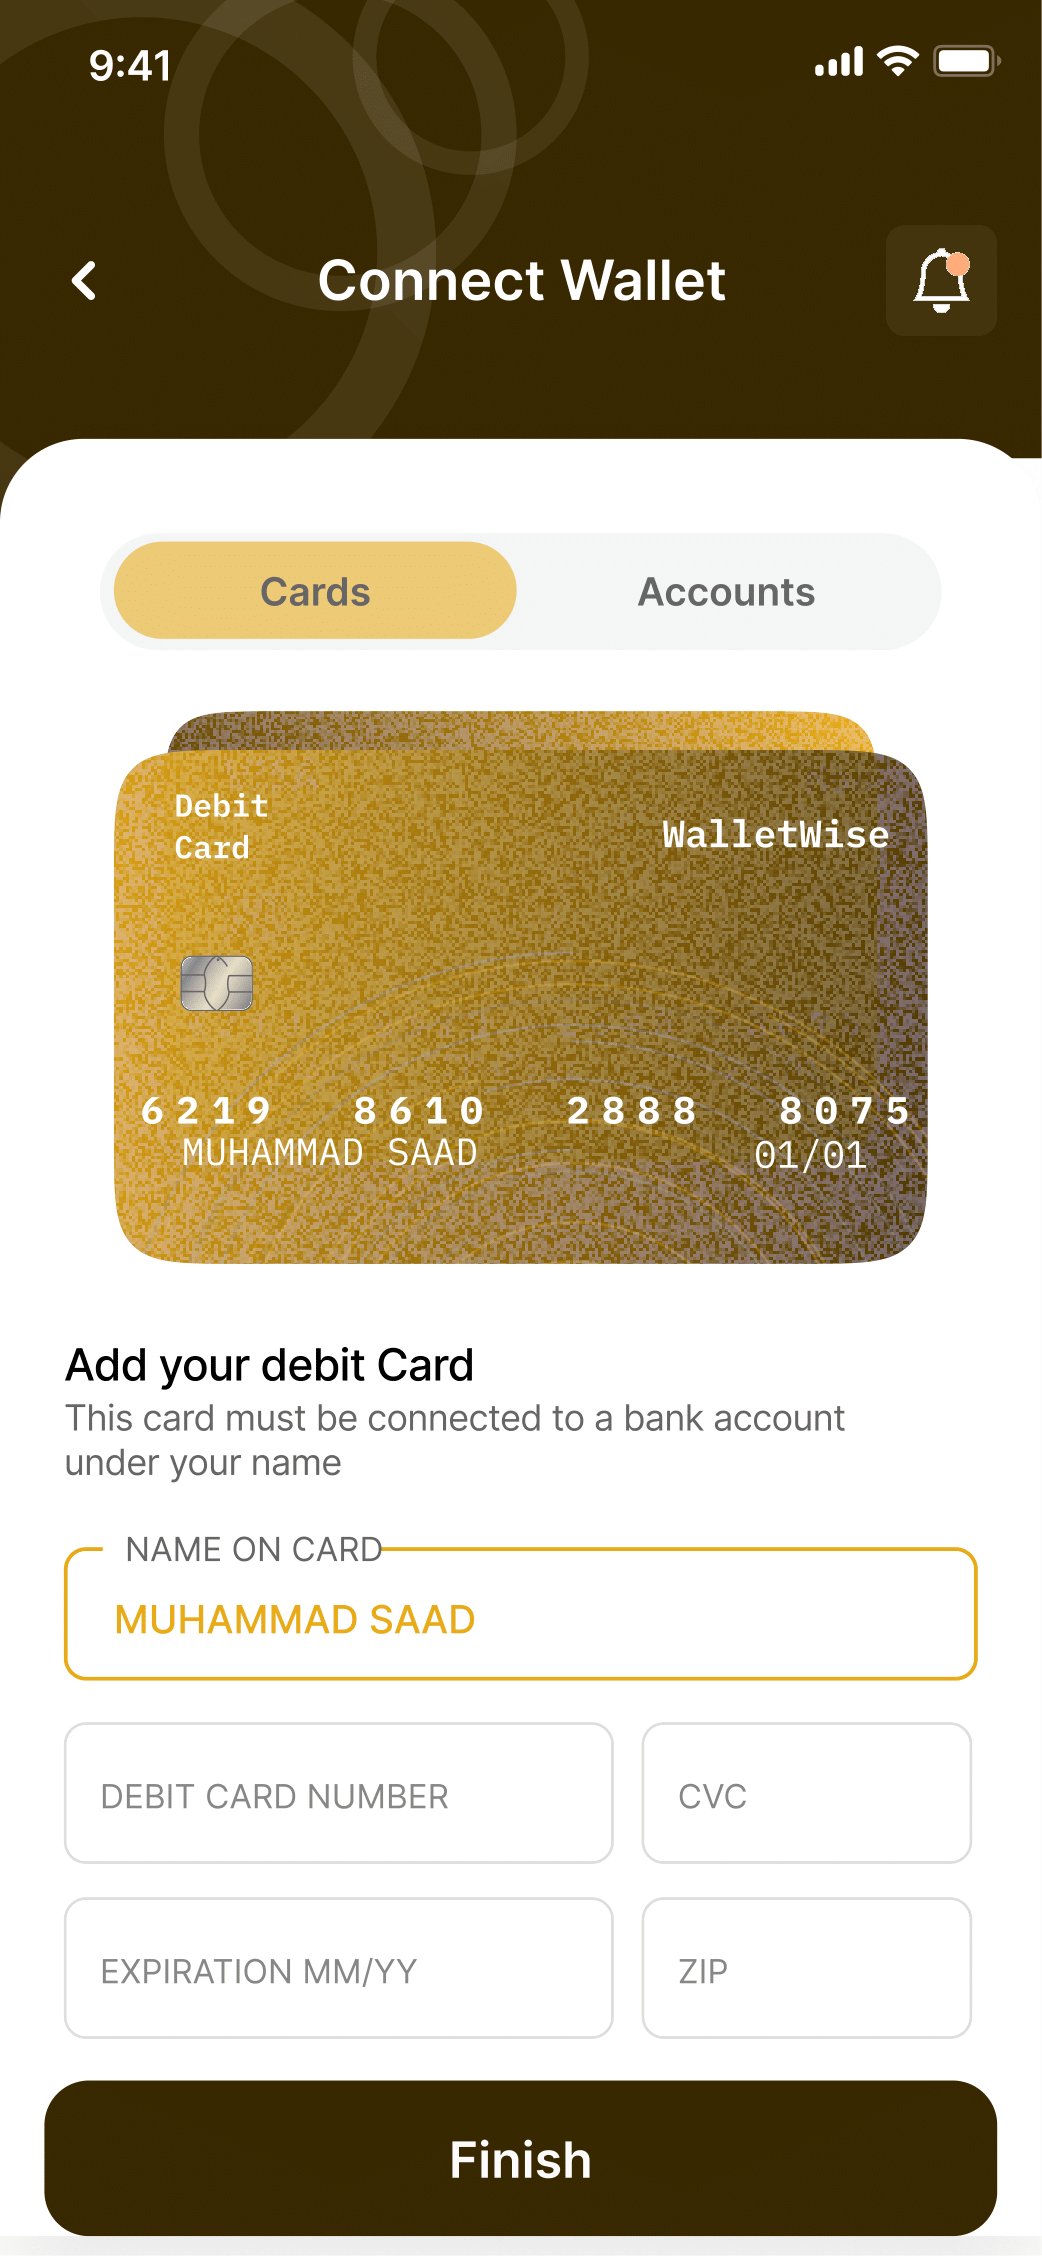 9:41
Connect Wallet
Cards
Accounts
Debit
Card
WalletWise
6219 8610 2888 8075
MUHAMMAD SAAD
01/01
Add your debit Card
This card must be connected to a bank account
under your name
NAME ON CARD
MUHAMMAD SAAD
DEBIT CARD NUMBER
CVC
EXPIRATION MM/YY
ZIP
Finish